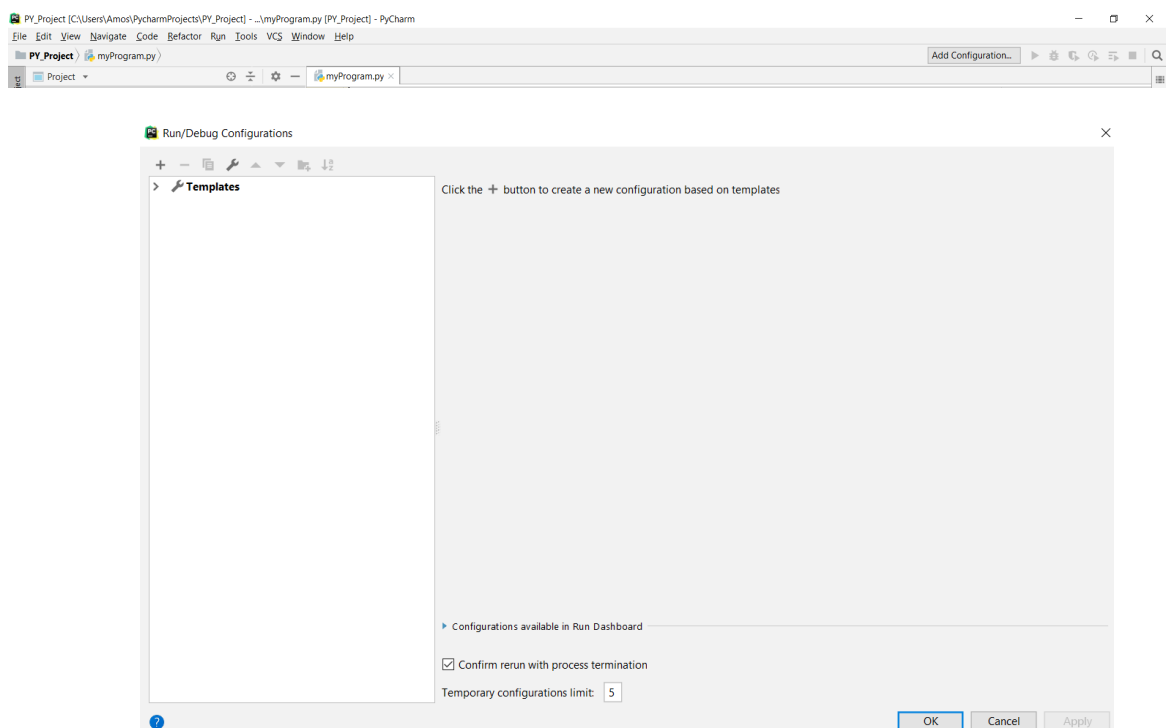 PY_Project [C:\Users\Amos\PycharmProjects\PY_Project] - ...\myProgram.py [PY_Project] - PyCharm
File Edit View Navigate Code Refactor Run Tools VCS Window Help
PY_Project myProgram.py Add Configuration...
Project myProgram.py
Run/Debug Configurations
Templates
Click the + button to create a new configuration based on templates
Configurations available in Run Dashboard
Confirm rerun with process termination
Temporary configurations limit: 5
OK Cancel Apply